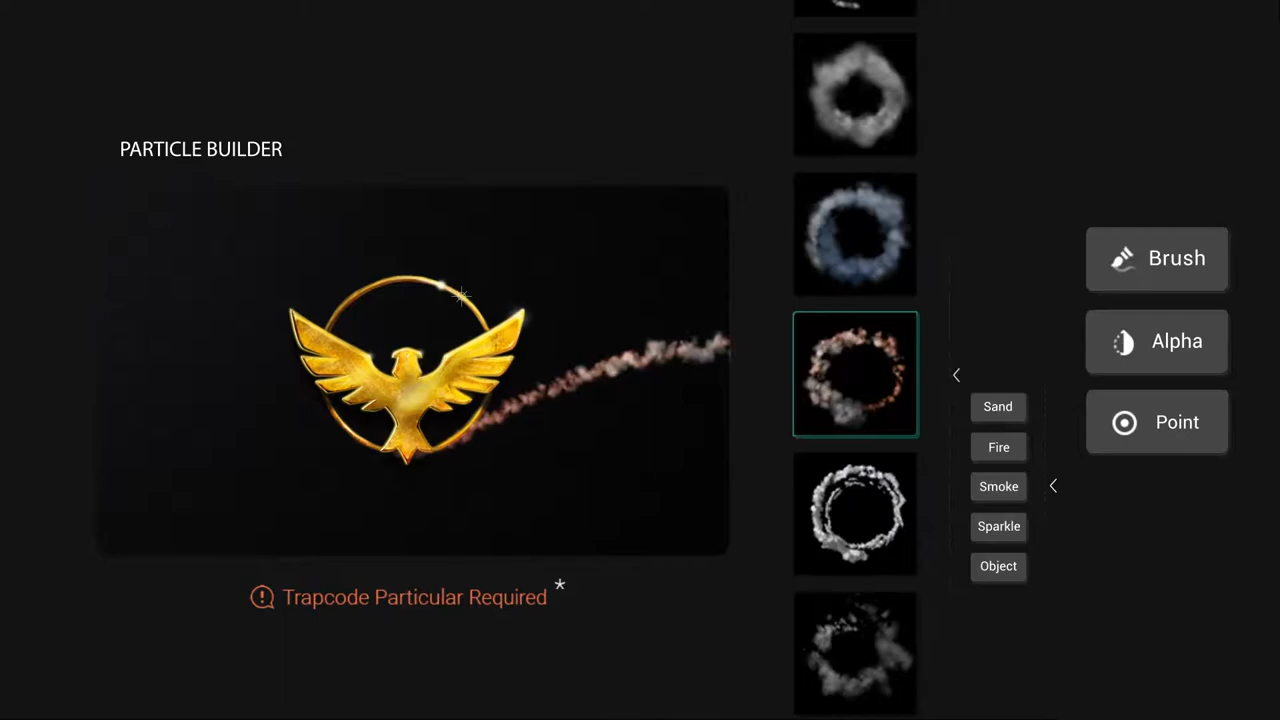 PARTICLE BUILDER
Trapcode Particular Required *
Sand
Fire
Smoke
Sparkle
Object
Brush
Alpha
Point